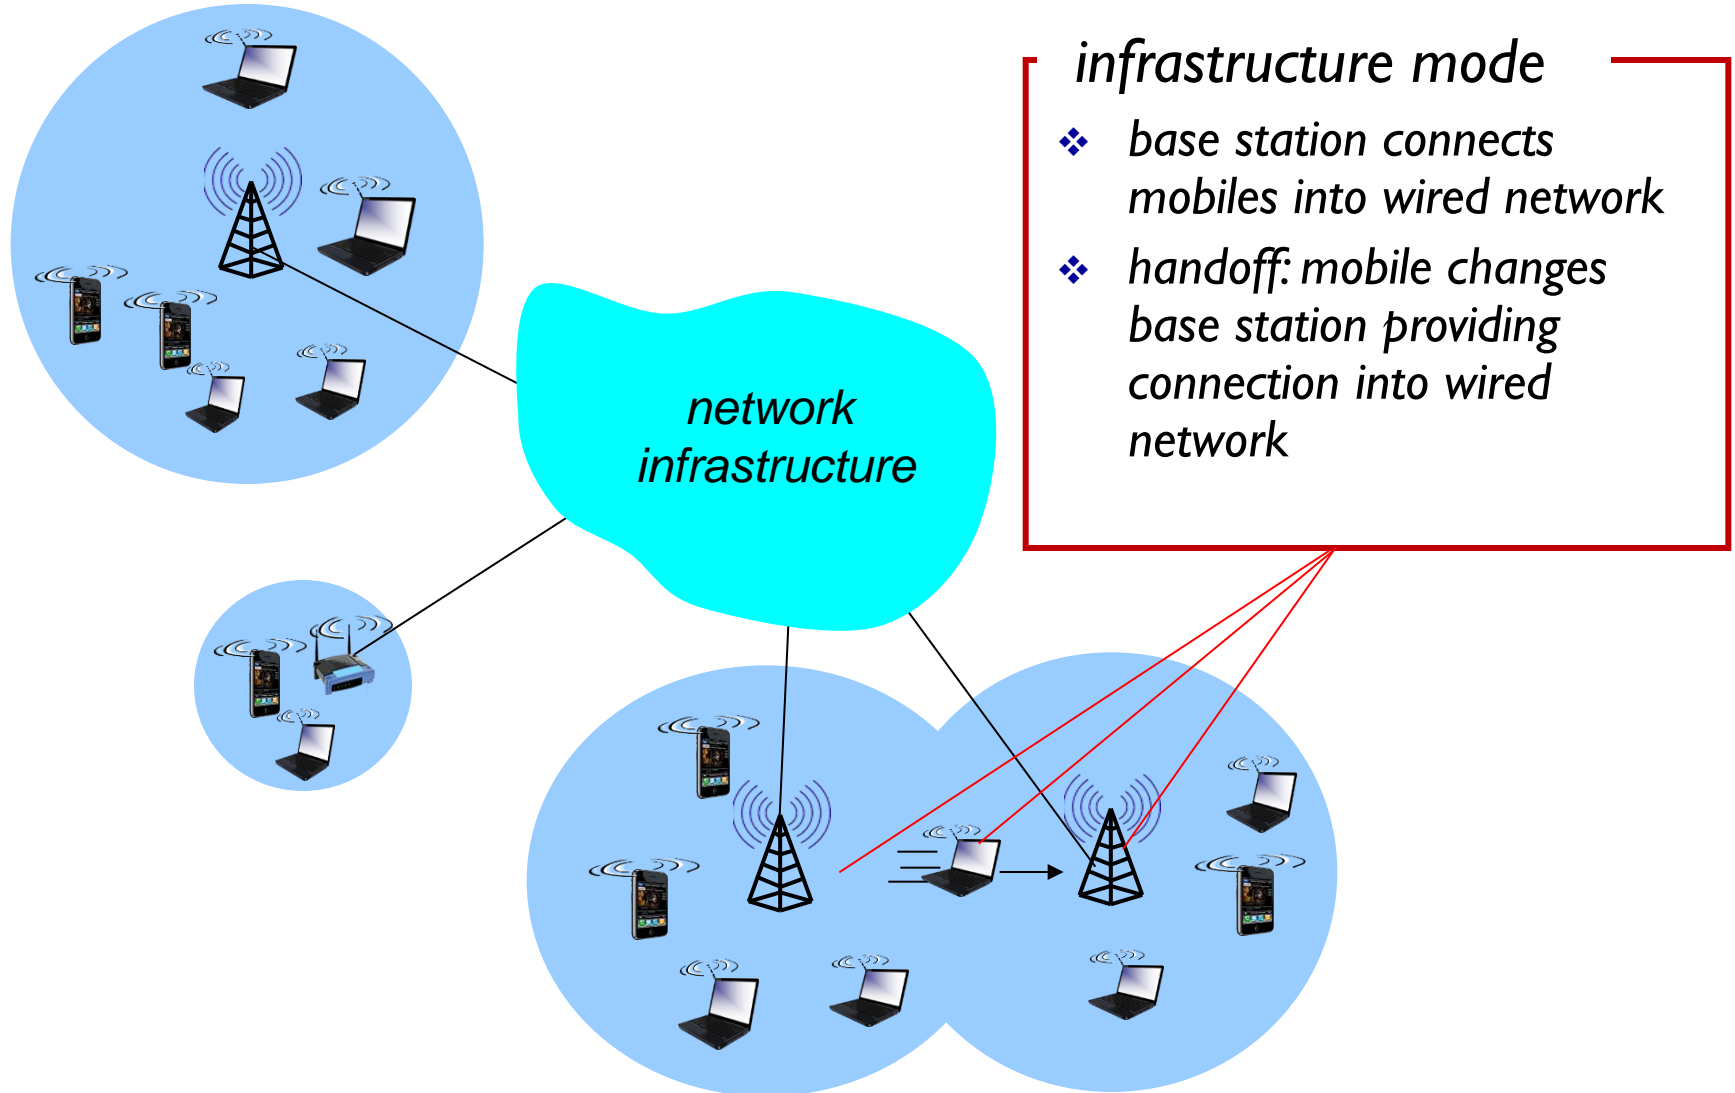 infrastructure mode
❖ base station connects
mobiles into wired network
❖ handoff: mobile changes
base station providing
connection into wired
network
network
infrastructure